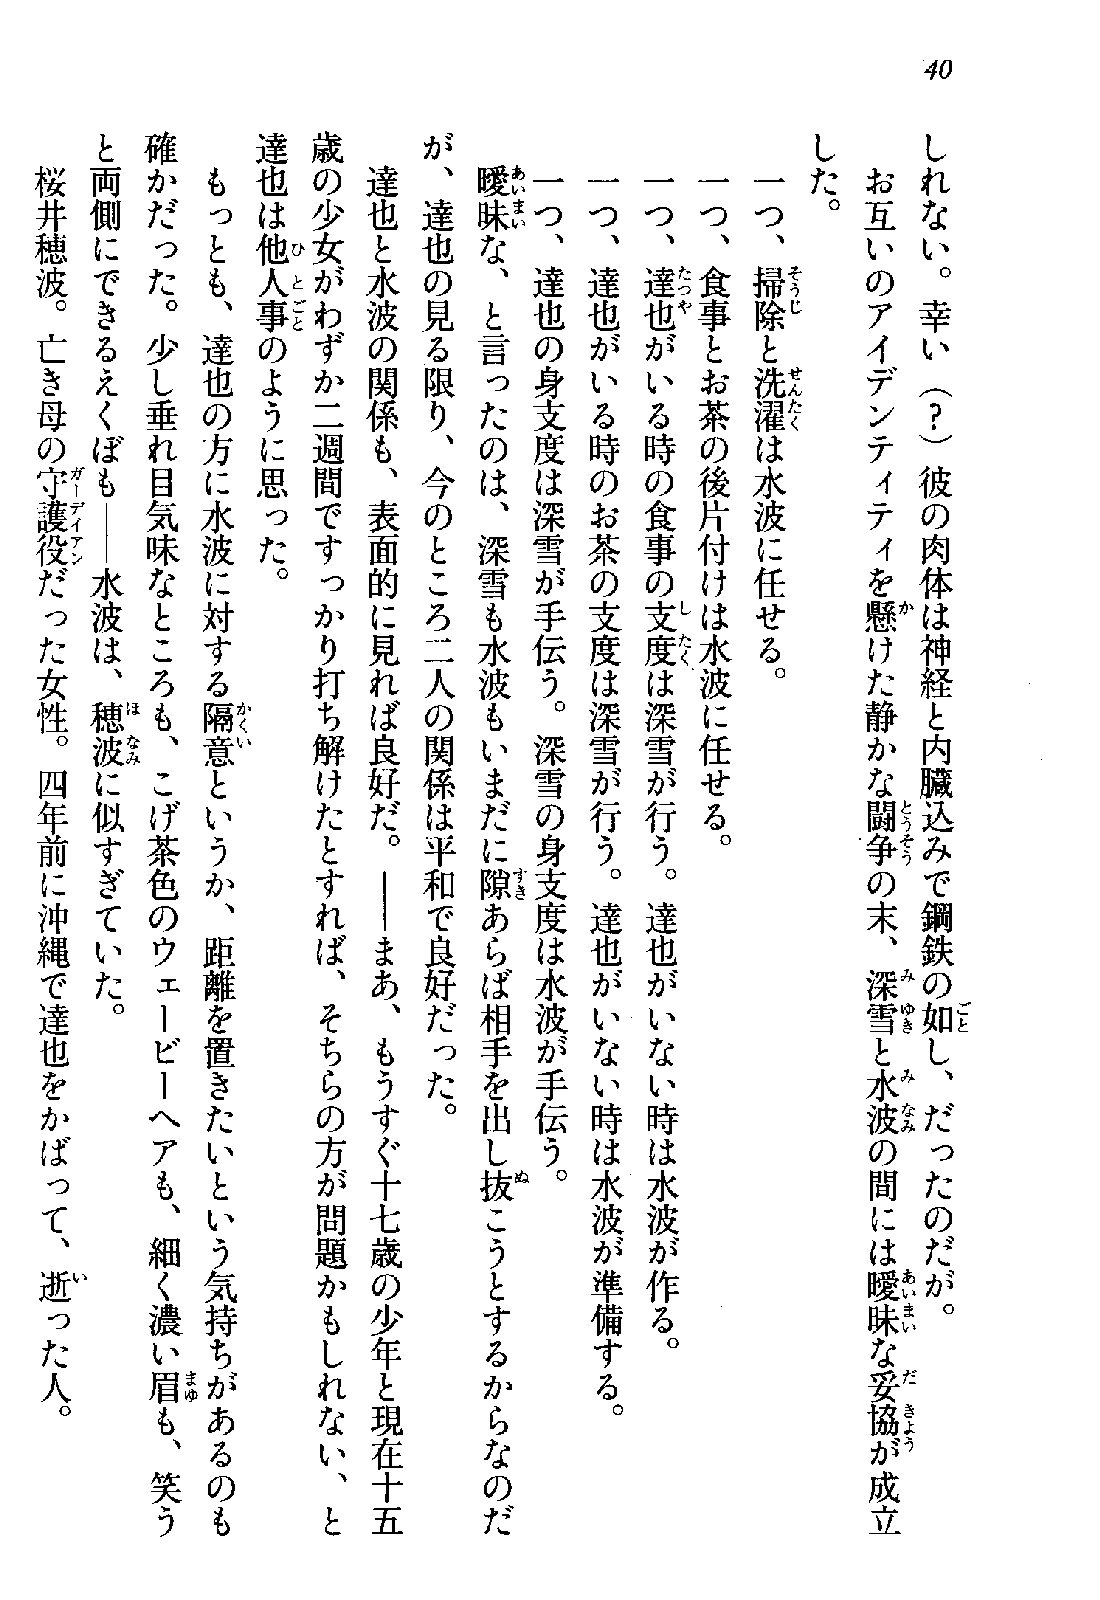 40
しれない。幸い（？）彼の肉体は神経と内臓込みで鋼鉄の如し、だったのだが。
お互いのアイデンティティを懸けた静かな闘争の末、深雪と水波の間には曖昧な妥協が成立
した。
一つ、掃除と洗濯は水波に任せる。
一つ、食事とお茶の後片付けは水波に任せる。
一つ、達也がいる時の食事の支度は深雪が行う。達也がいない時は水波が作る。
一つ、達也がいる時のお茶の支度は深雪が行う。達也がいない時は水波が準備する。
一つ、達也の身支度は深雪が手伝う。深雪の身支度は水波が手伝う。
曖昧な、と言ったのは、深雪も水波もいまだに隙あらば相手を出し抜こうとするからなのだ
が、達也の見る限り、今のところ二人の関係は平和で良好だった。
達也と水波の関係も、表面的に見れば良好だ。――まあ、もうすぐ十七歳の少年と現在十五
歳の少女がわずか二週間ですっかり打ち解けたとすれば、そちらの方が問題かもしれない、と
達也は他人事のように思った。
もっとも、達也の方に水波に対する隔意というか、距離を置きたいという気持ちがあるのも
確かだった。少し垂れ目気味なところも、こげ茶色のウェービーヘアも、細く濃い眉も、笑う
と両側にできるえくぼも――水波は、穂波に似すぎていた。
桜井穂波。亡き母の守護役だった女性。四年前に沖縄で達也をかばって、逝った人。